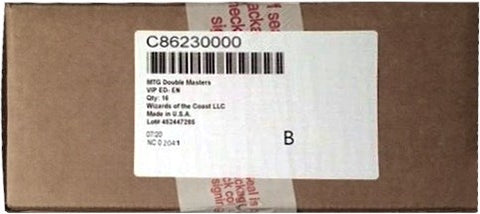 C86230000
MTG Double Masters
VIP ED: EN
Qty: 16
Wizards of the Coast LLC
Made in U.S.A.
Lot# 453447285
07/20
NC 0 2041
B